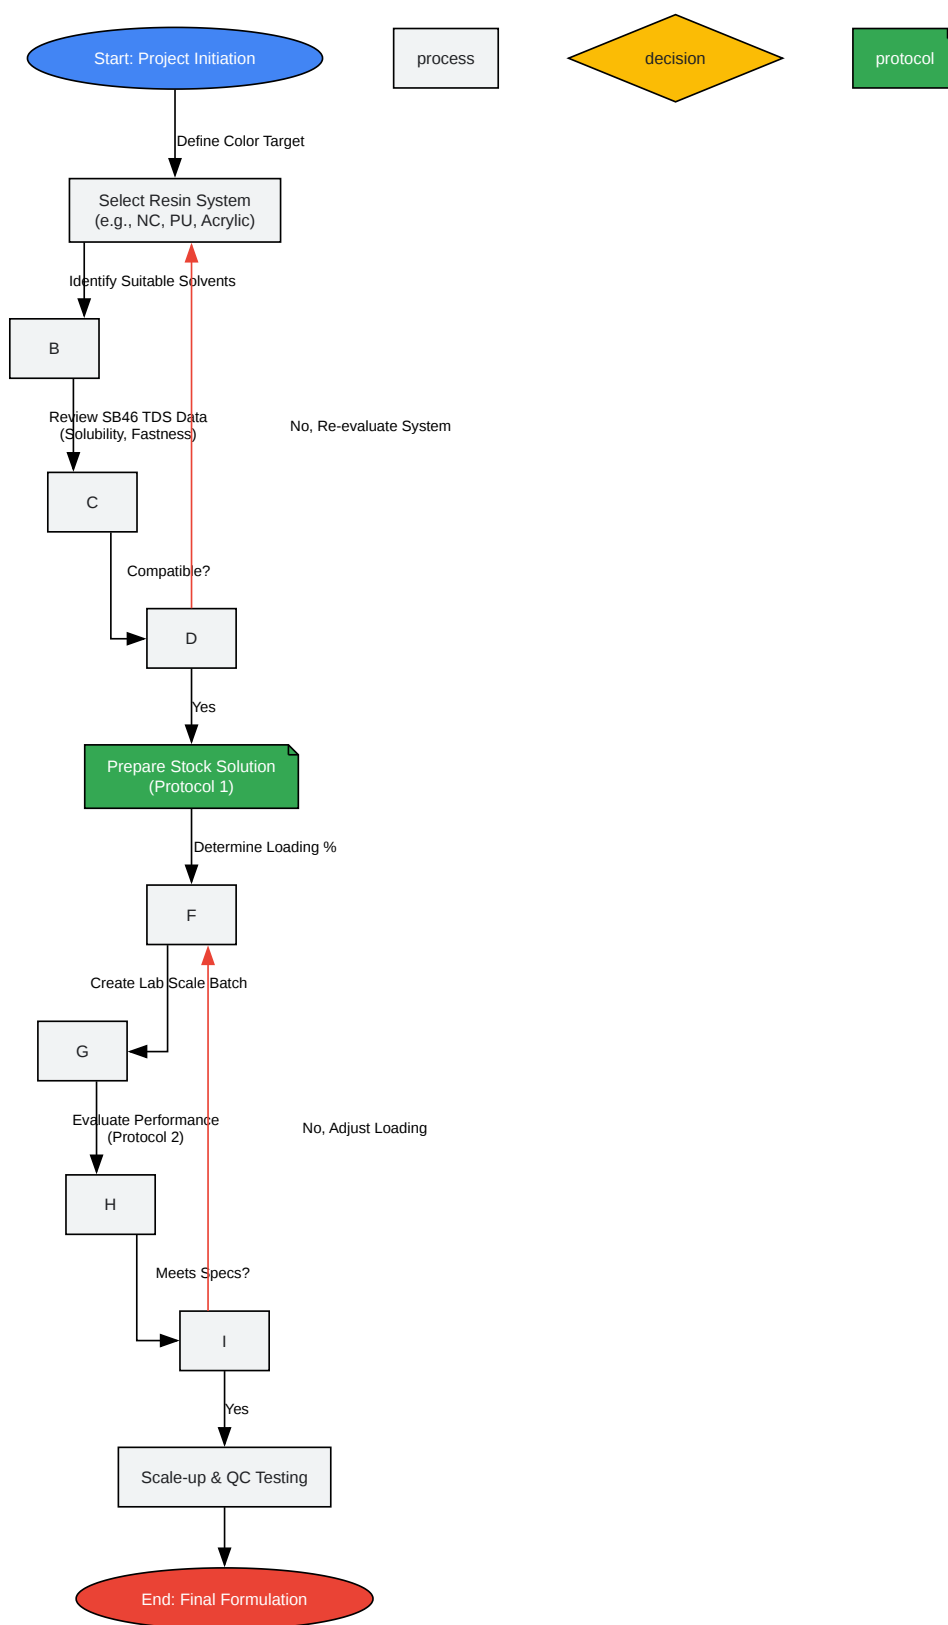 Start: Project Initiation
process
decision
protocol
Define Color Target
Select Resin System
(e.g., NC, PU, Acrylic)
Identify Suitable Solvents
B
Review SB46 TDS Data
(Solubility, Fastness)
No, Re-evaluate System
C
Compatible?
D
Yes
Prepare Stock Solution
(Protocol 1)
Determine Loading %
F
Create Lab Scale Batch
G
Evaluate Performance
(Protocol 2)
No, Adjust Loading
H
Meets Specs?
I
Yes
Scale-up & QC Testing
End: Final Formulation